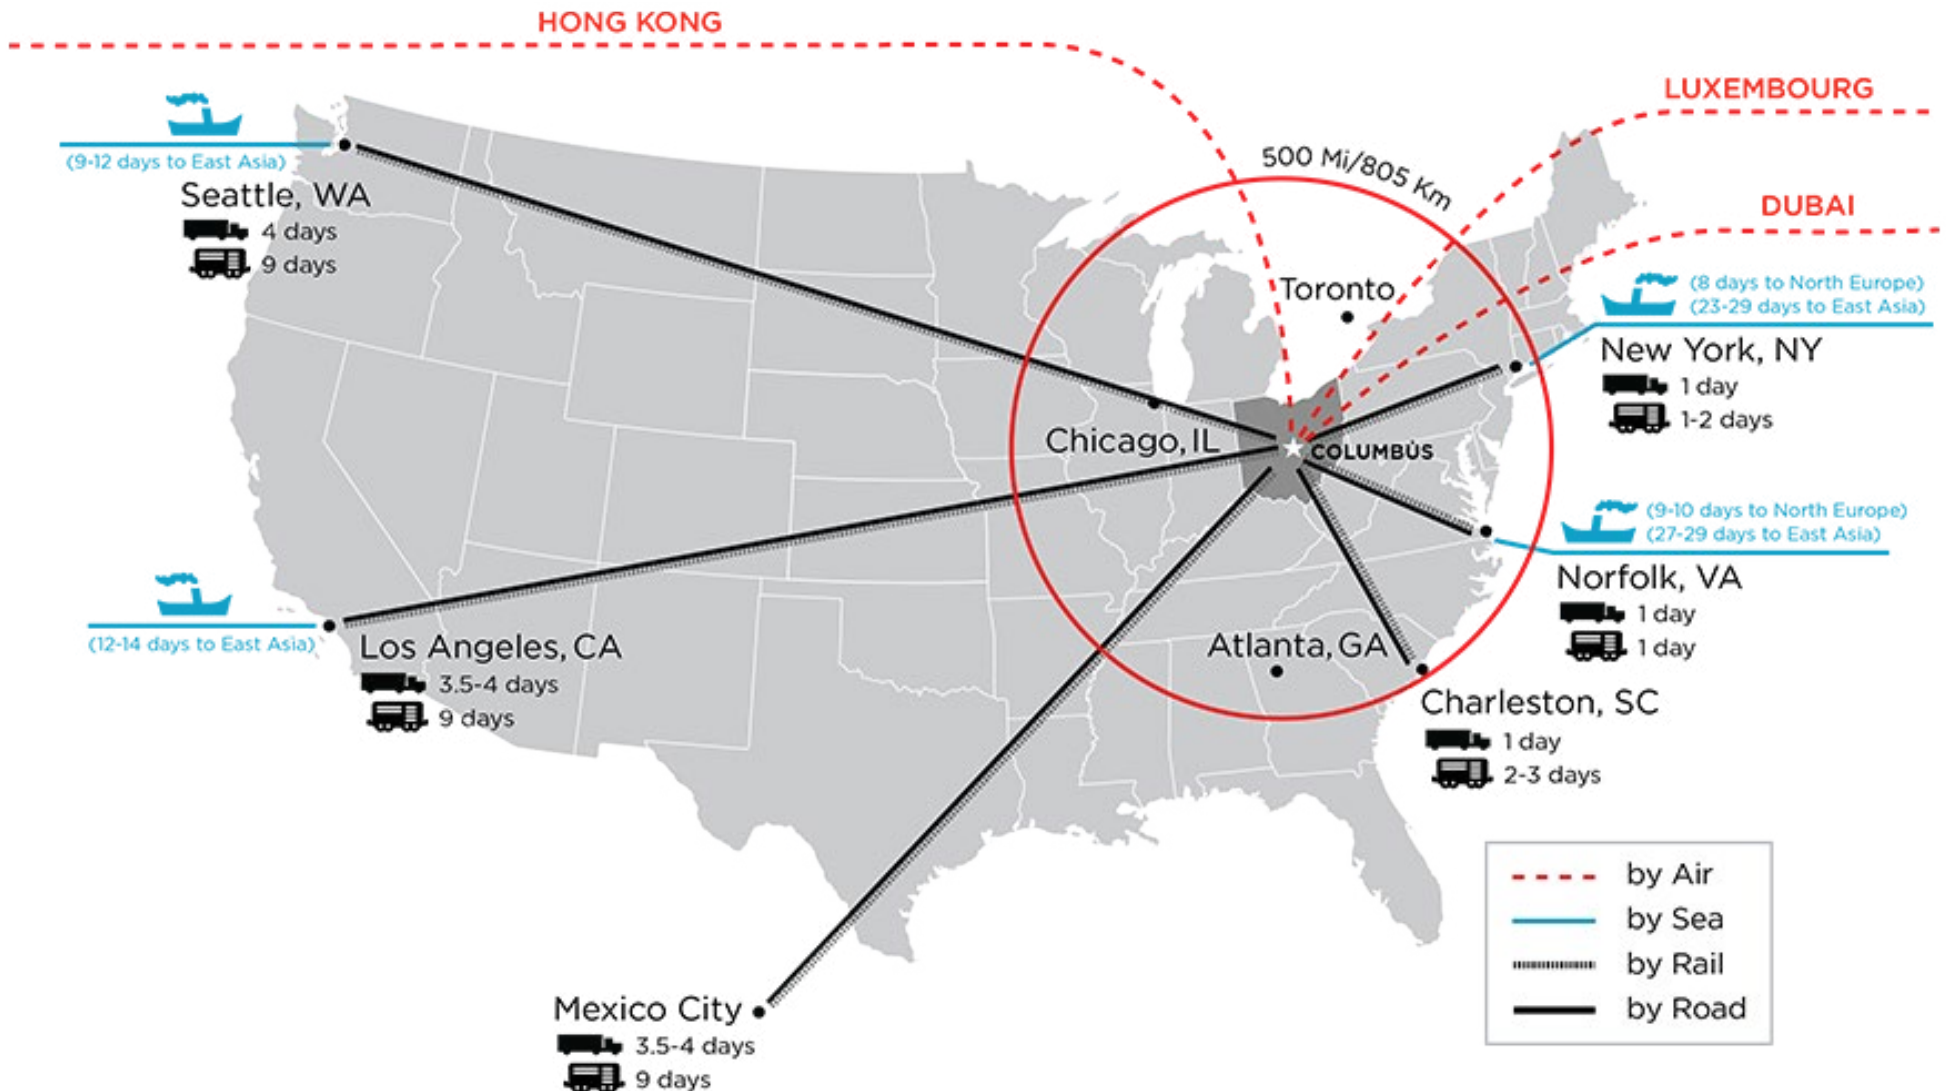 HONG KONG
LUXEMBOURG
DUBAI
500 Mi/805 Km
(9-12 days to East Asia)
Seattle, WA
4 days
9 days
Toronto
(8 days to North Europe)
(23-29 days to East Asia)
New York, NY
1 day
1-2 days
Chicago, IL
COLUMBUS
(9-10 days to North Europe)
(27-29 days to East Asia)
Norfolk, VA
1 day
1 day
(12-14 days to East Asia)
Los Angeles, CA
3.5-4 days
9 days
Atlanta, GA
Charleston, SC
1 day
2-3 days
Mexico City
3.5-4 days
9 days
by Air
by Sea
by Rail
by Road